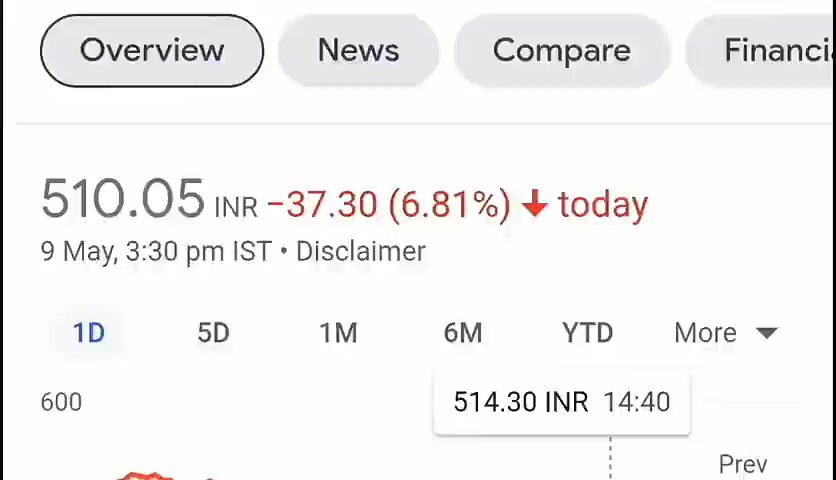 Overview News Compare Financi
510.05 INR −37.30 (6.81%) ↓ today
9 May, 3:30 pm IST • Disclaimer
1D 5D 1M 6M YTD More
600 514.30 INR 14:40
Prev